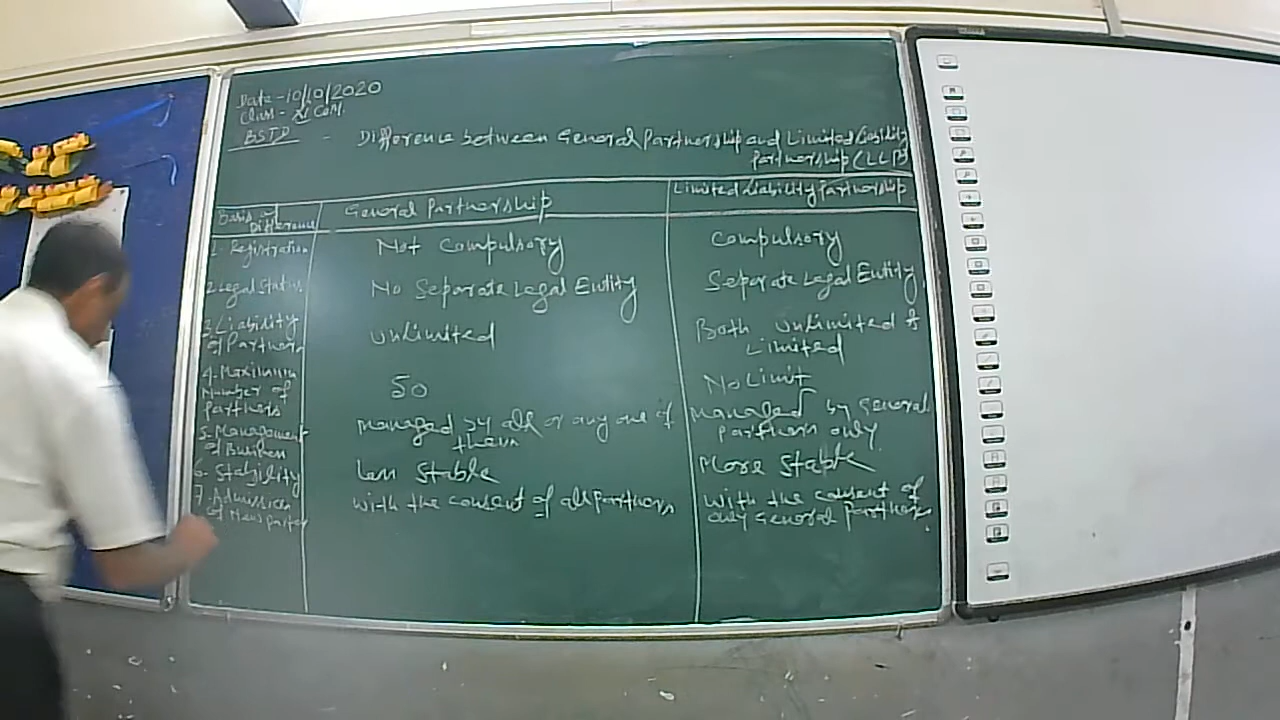 Date - 10/10/2020
Class - XI COM.
BSTD - Difference between General Partnership and Limited Liability
Partnership (LLP)
Basis of
Difference
General Partnership
Limited Liability Partnership
1. Registration
Not Compulsory
Compulsory
2. Legal Status
No Separate Legal Entity
Separate Legal Entity
3. Liability
of Partners
Unlimited
Both Unlimited &
Limited
4. Maximum
Number of
Partners
50
No Limit
5. Management
of Business
Managed by all or any one of
them
Managed by General
Partners only
6. Stability
Less Stable
More Stable
7. Admission
of New Parter
With the consent of all Partners
With the consent of
only General Partners.